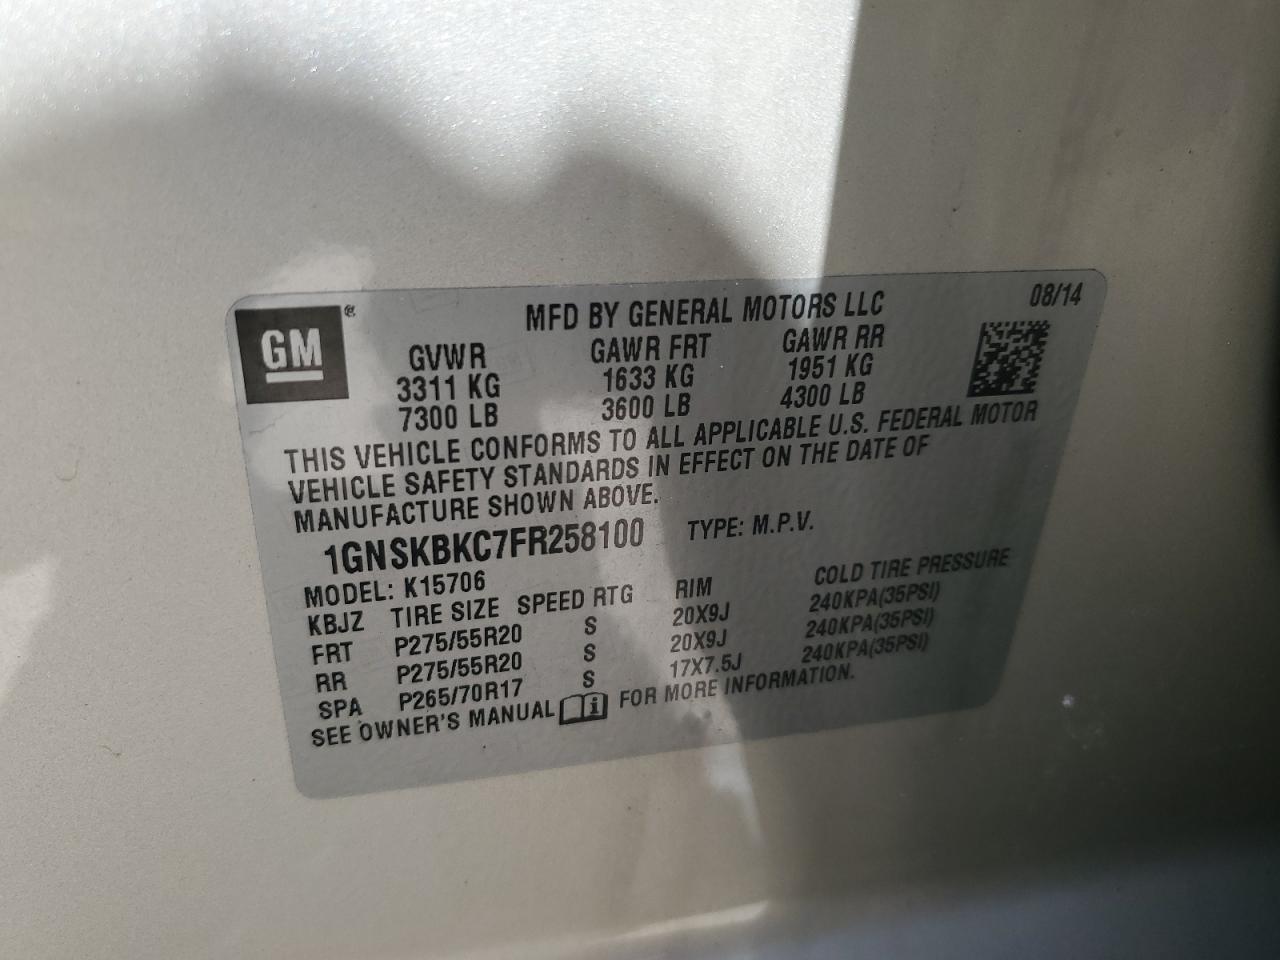 GM ®
MFD BY GENERAL MOTORS LLC 08/14
GVWR GAWR FRT GAWR RR
3311 KG 1633 KG 1951 KG
7300 LB 3600 LB 4300 LB
THIS VEHICLE CONFORMS TO ALL APPLICABLE U.S. FEDERAL MOTOR
VEHICLE SAFETY STANDARDS IN EFFECT ON THE DATE OF
MANUFACTURE SHOWN ABOVE.
1GNSKBKC7FR258100 TYPE: M.P.V.
MODEL: K15706
KBJZ TIRE SIZE SPEED RTG RIM COLD TIRE PRESSURE
FRT P275/55R20 S 20X9J 240KPA(35PSI)
RR P275/55R20 S 20X9J 240KPA(35PSI)
SPA P265/70R17 S 17X7.5J 240KPA(35PSI)
SEE OWNER'S MANUAL i FOR MORE INFORMATION.